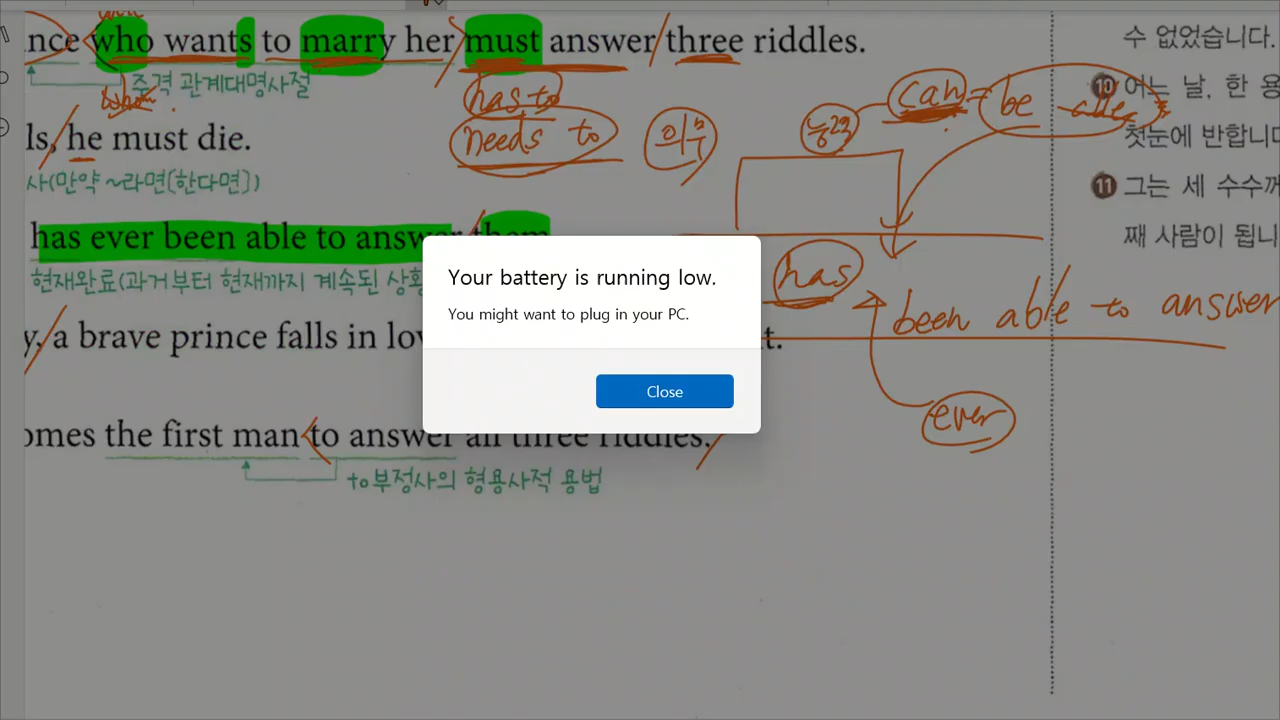 nce who wants to marry her must answer three riddles.
주격 관계대명사절
has to
needs to
의무
능력
can = be able
수 없었습니다.
10 어느 날, 한 용
첫눈에 반합니다
11 그는 세 수수께
째 사람이 됩니
ls, he must die.
사(만약 ~라면[한다면])
has ever been able to answer them
현재완료(과거부터 현재까지 계속된 상황
has
been able to answer
ever
Your battery is running low.
You might want to plug in your PC.
Close
y, a brave prince falls in lov
t.
omes the first man to answer all three riddles.
to부정사의 형용사적 용법